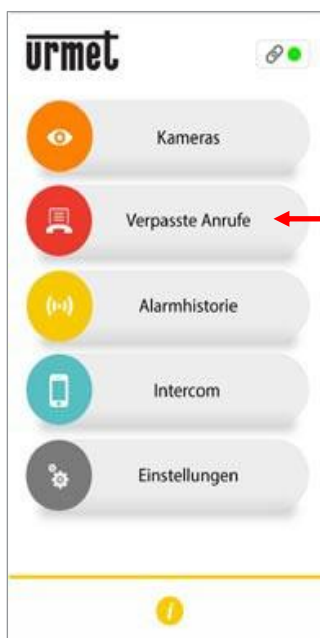 urmet
Kameras
Verpasste Anrufe
Alarmhistorie
Intercom
Einstellungen
i